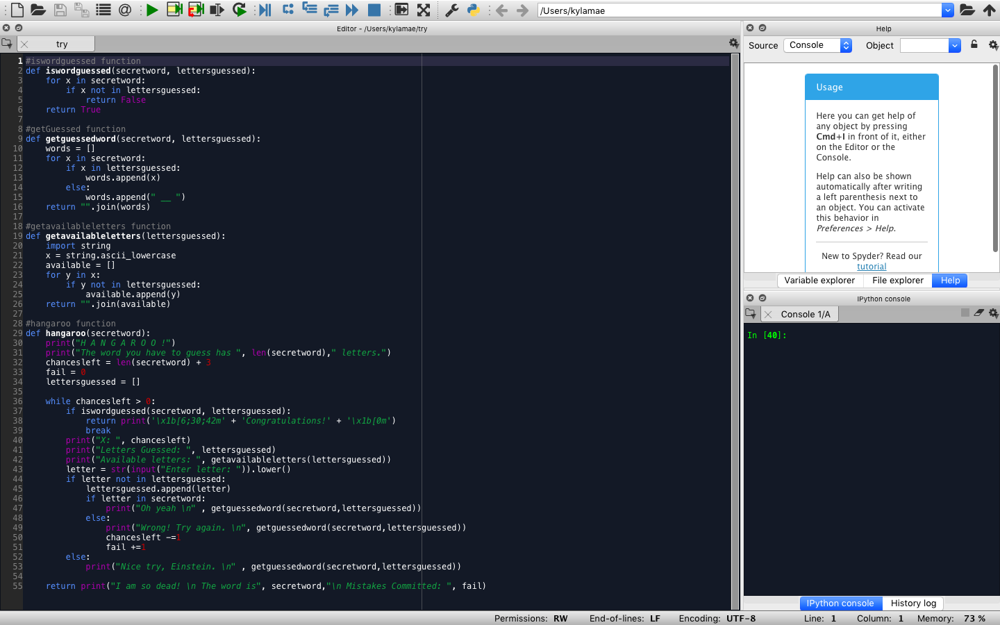 /Users/kylamae
Editor - /Users/kylamae/try
try
1 #iswordguessed function
2 def iswordguessed(secretword, lettersguessed):
3     for x in secretword:
4         if x not in lettersguessed:
5             return False
6     return True
7
8 #getGuessed function
9 def getguessedword(secretword, lettersguessed):
10     words = []
11     for x in secretword:
12         if x in lettersguessed:
13             words.append(x)
14         else:
15             words.append(" __ ")
16     return "".join(words)
17
18 #getavailableletters function
19 def getavailableletters(lettersguessed):
20     import string
21     x = string.ascii_lowercase
22     available = []
23     for y in x:
24         if y not in lettersguessed:
25             available.append(y)
26     return "".join(available)
27
28 #hangaroo function
29 def hangaroo(secretword):
30     print("H A N G A R O O !")
31     print("The word you have to guess has ", len(secretword)," letters.")
32     chancesleft = len(secretword) + 3
33     fail = 0
34     lettersguessed = []
35
36     while chancesleft > 0:
37         if iswordguessed(secretword, lettersguessed):
38             return print('\x1b[6;30;42m' + 'Congratulations!' + '\x1b[0m')
39             break
40         print("X: ", chancesleft)
41         print("Letters Guessed: ", lettersguessed)
42         print("Available letters: ", getavailableletters(lettersguessed))
43         letter = str(input("Enter letter: ")).lower()
44         if letter not in lettersguessed:
45             lettersguessed.append(letter)
46             if letter in secretword:
47                 print("Oh yeah \n" , getguessedword(secretword,lettersguessed))
48             else:
49                 print("Wrong! Try again. \n", getguessedword(secretword,lettersguessed))
50                 chancesleft -=1
51                 fail +=1
52         else:
53             print("Nice try, Einstein. \n" , getguessedword(secretword,lettersguessed))
54
55     return print("I am so dead! \n The word is", secretword,"\n Mistakes Committed: ", fail)
Help
Source Console Object
Usage
Here you can get help of
any object by pressing
Cmd+I in front of it, either
on the Editor or the
Console.
Help can also be shown
automatically after writing
a left parenthesis next to
an object. You can activate
this behavior in
Preferences > Help.
New to Spyder? Read our
tutorial
Variable explorer File explorer Help
IPython console
Console 1/A
In [40]:
IPython console History log
Permissions: RW End-of-lines: LF Encoding: UTF-8 Line: 1 Column: 1 Memory: 73 %